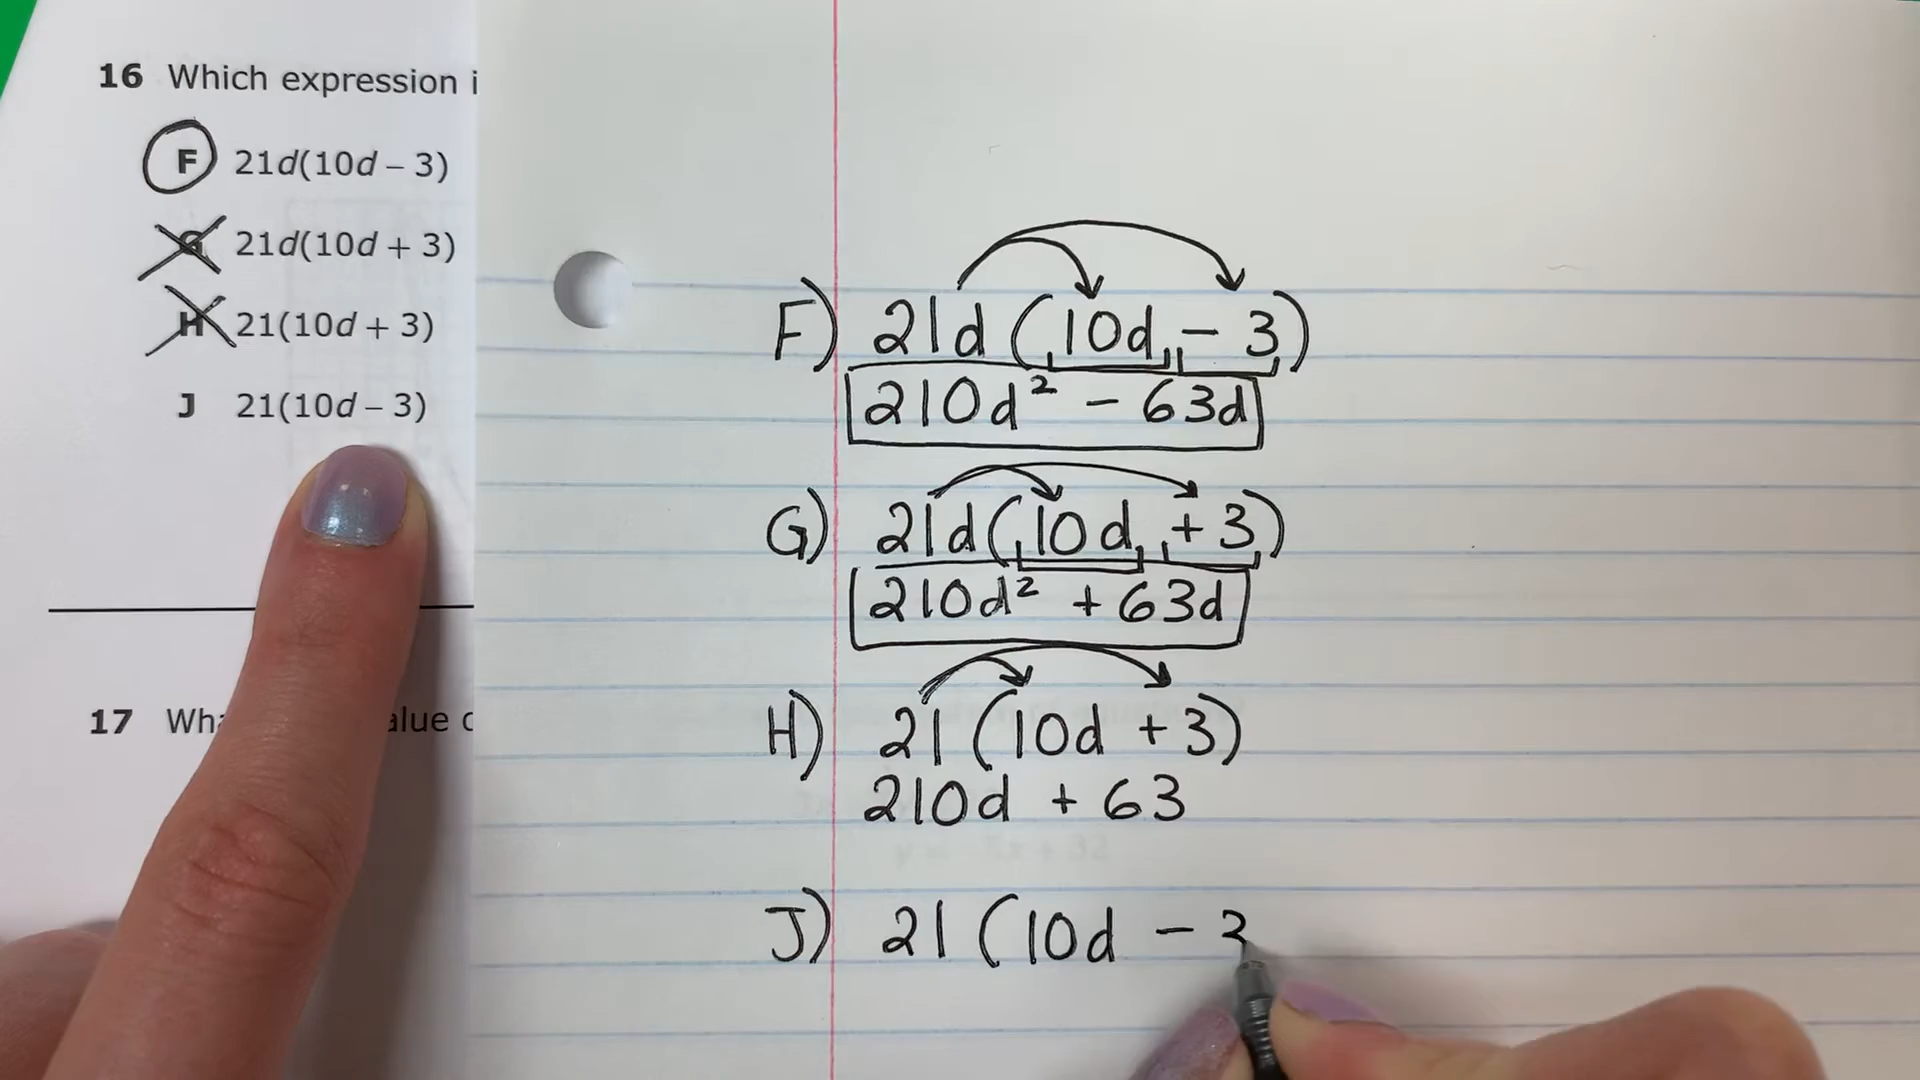 16 Which expression i
F 21d(10d – 3)
G 21d(10d + 3)
H 21(10d + 3)
J 21(10d – 3)
17 Wh alue
F) 21d (10d - 3)
210d² - 63d
G) 21d (10d + 3)
210d² + 63d
H) 21 (10d + 3)
210d + 63
J) 21 (10d - 3